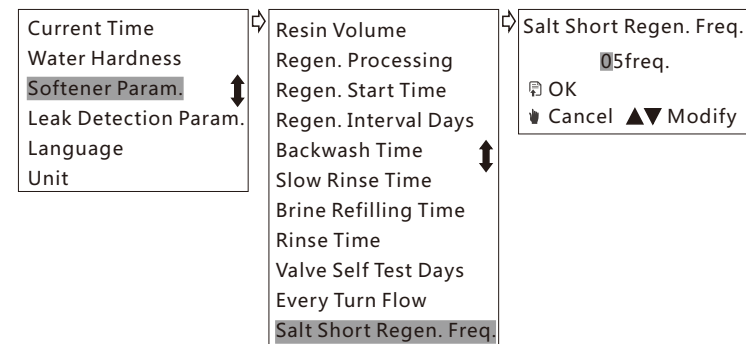 Current Time
Water Hardness
Softener Param.
Leak Detection Param.
Language
Unit
Resin Volume
Regen. Processing
Regen. Start Time
Regen. Interval Days
Backwash Time
Slow Rinse Time
Brine Refilling Time
Rinse Time
Valve Self Test Days
Every Turn Flow
Salt Short Regen. Freq.
Salt Short Regen. Freq.
05freq.
OK
Cancel ▲▼ Modify